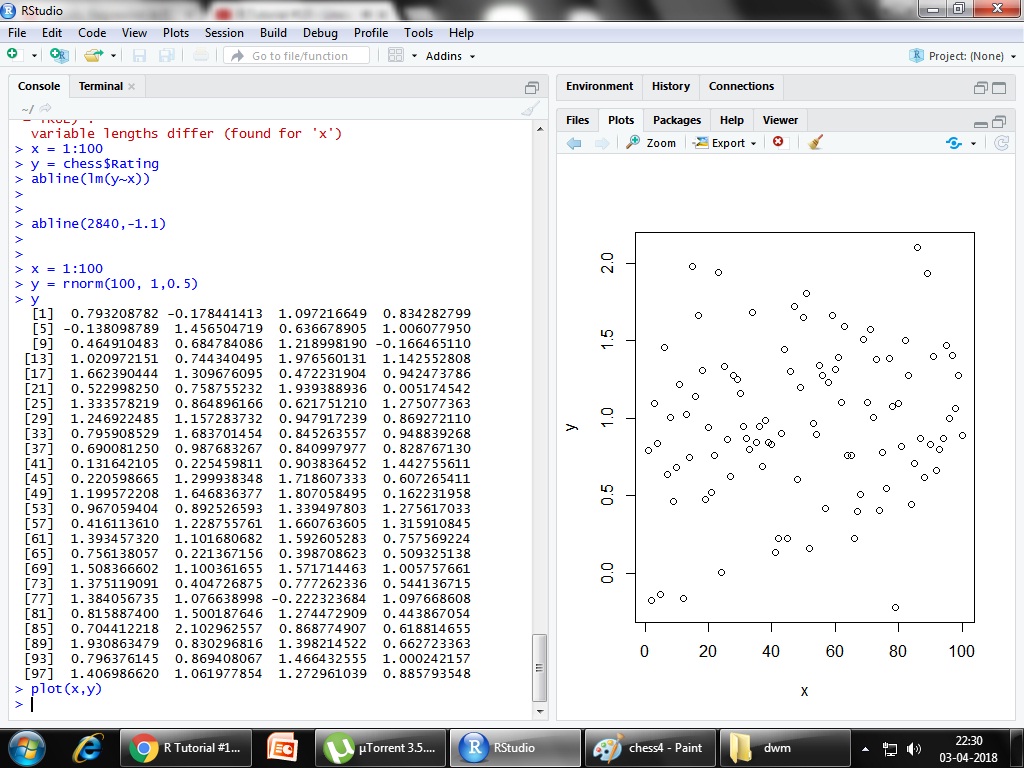 RStudio
File Edit Code View Plots Session Build Debug Profile Tools Help
Go to file/function Addins Project: (None)
Console Terminal
~/
variable lengths differ (found for 'x')
> x = 1:100
> y = chess$Rating
> abline(lm(y~x))
>
>
> abline(2840,-1.1)
>
>
> x = 1:100
> y = rnorm(100, 1,0.5)
> y
[1] 0.793208782 -0.178441413 1.097216649 0.834282799
[5] -0.138098789 1.456504719 0.636678905 1.006077950
[9] 0.464910483 0.684784086 1.218998190 -0.166465110
[13] 1.020972151 0.744340495 1.976560131 1.142552808
[17] 1.662390444 1.309676095 0.472231904 0.942473786
[21] 0.522998250 0.758755232 1.939388936 0.005174542
[25] 1.333578219 0.864896166 0.621751210 1.275077363
[29] 1.246922485 1.157283732 0.947917239 0.869272110
[33] 0.795908529 1.683701454 0.845263557 0.948839268
[37] 0.690081250 0.987683267 0.840997977 0.828767130
[41] 0.131642105 0.225459811 0.903836452 1.442755611
[45] 0.220598665 1.299938348 1.718607333 0.607265411
[49] 1.199572208 1.646836377 1.807058495 0.162231958
[53] 0.967059404 0.892526593 1.339497803 1.275617033
[57] 0.416113610 1.228755761 1.660763605 1.315910845
[61] 1.393457320 1.101680682 1.592605283 0.757569224
[65] 0.756138057 0.221367156 0.398708623 0.509325138
[69] 1.508366602 1.100361655 1.571714463 1.005757661
[73] 1.375119091 0.404726875 0.777262336 0.544136715
[77] 1.384056735 1.076638998 -0.222323684 1.097668608
[81] 0.815887400 1.500187646 1.274472909 0.443867054
[85] 0.704412218 2.102962557 0.868774907 0.618814655
[89] 1.930863479 0.830296816 1.398214522 0.662723363
[93] 0.796376145 0.869408067 1.466432555 1.000242157
[97] 1.406986620 1.061977854 1.272961039 0.885793548
> plot(x,y)
>
Environment History Connections
Files Plots Packages Help Viewer
Zoom Export
2.0
1.5
1.0
0.5
0.0
y
0 20 40 60 80 100
x
R Tutorial #1... µTorrent 3.5.... RStudio chess4 - Paint dwm
22:30
03-04-2018